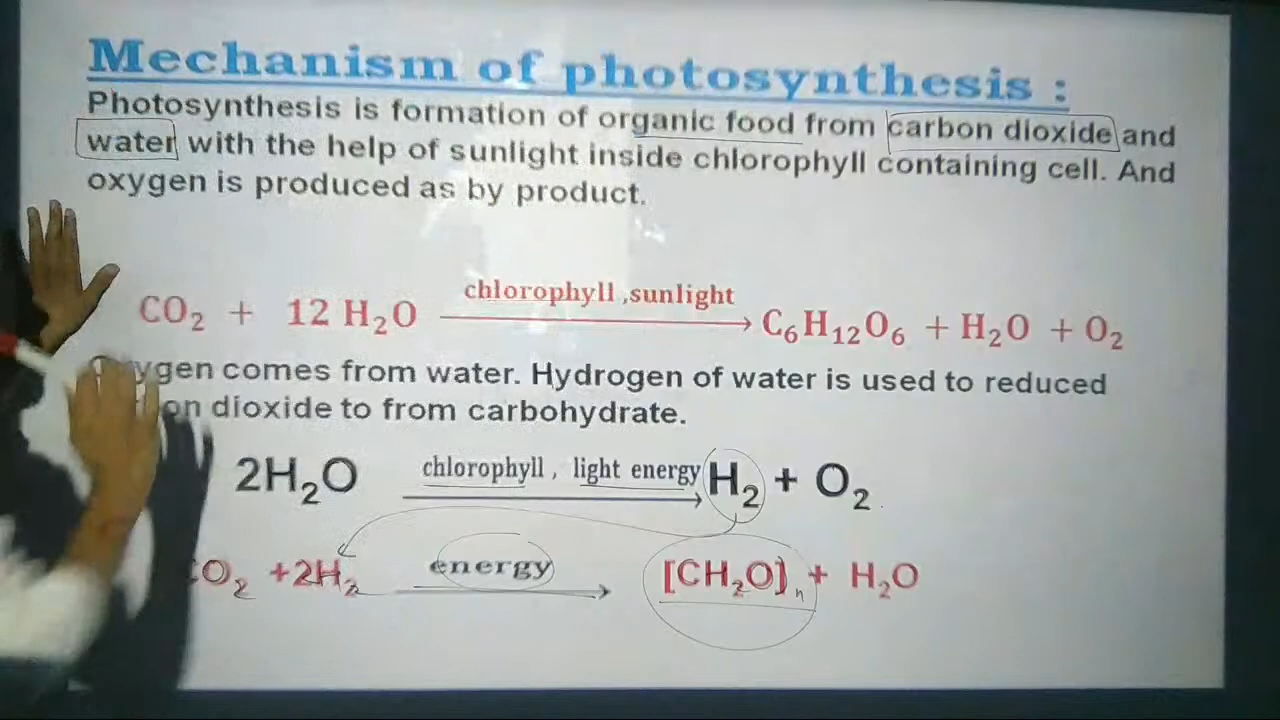 Mechanism of photosynthesis :
Photosynthesis is formation of organic food from carbon dioxide and
water with the help of sunlight inside chlorophyll containing cell. And
oxygen is produced as by product.
CO₂ + 12 H₂O chlorophyll ,sunlight → C₆H₁₂O₆ + H₂O + O₂
comes from water. Hydrogen of water is used to reduced
dioxide to from carbohydrate.
2H₂O chlorophyll , light energy → H₂ + O₂
CO₂ +2H₂ energy → [CH₂O]ₙ + H₂O